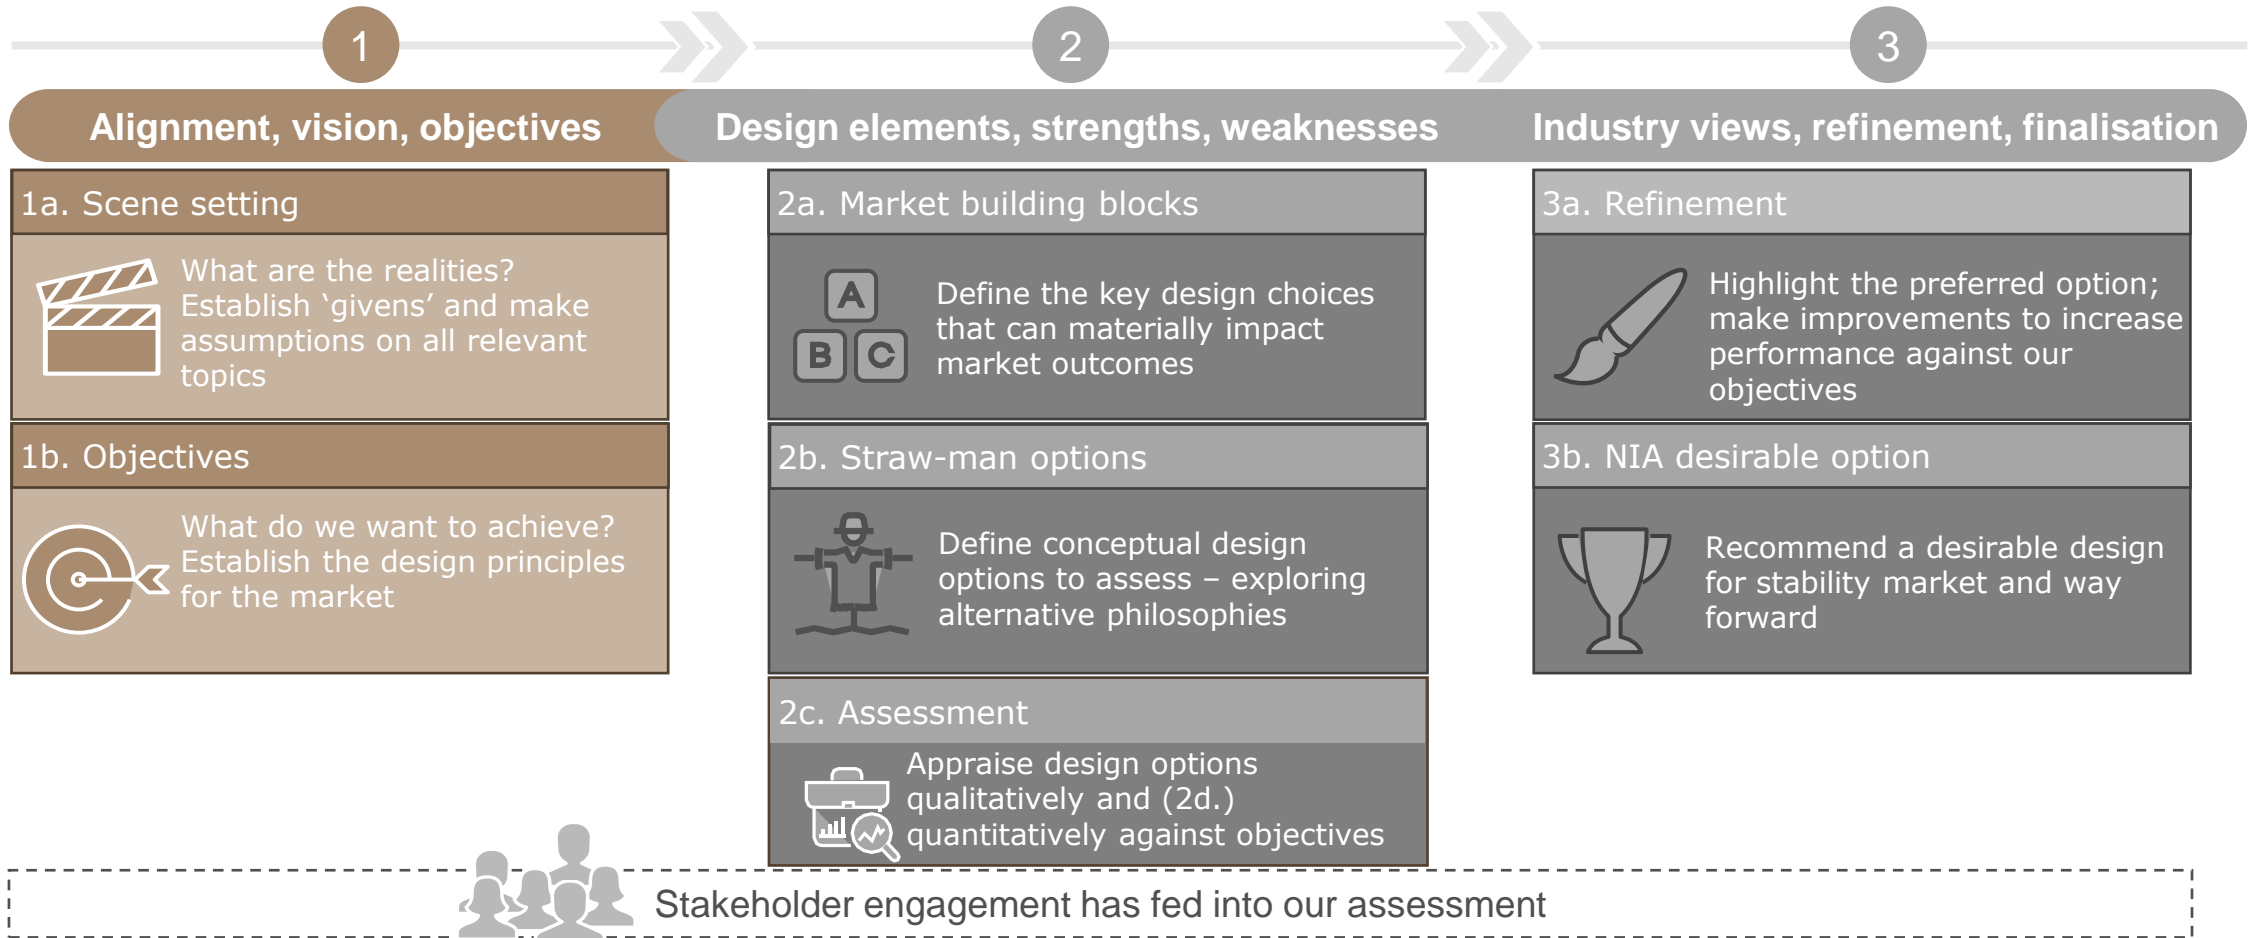 1
2
3
Alignment, vision, objectives
Design elements, strengths, weaknesses
Industry views, refinement, finalisation
1a. Scene setting
What are the realities?
Establish ‘givens’ and make
assumptions on all relevant
topics
1b. Objectives
What do we want to achieve?
Establish the design principles
for the market
2a. Market building blocks
A
B C
Define the key design choices
that can materially impact
market outcomes
2b. Straw-man options
Define conceptual design
options to assess – exploring
alternative philosophies
2c. Assessment
Appraise design options
qualitatively and (2d.)
quantitatively against objectives
3a. Refinement
Highlight the preferred option;
make improvements to increase
performance against our
objectives
3b. NIA desirable option
Recommend a desirable design
for stability market and way
forward
Stakeholder engagement has fed into our assessment